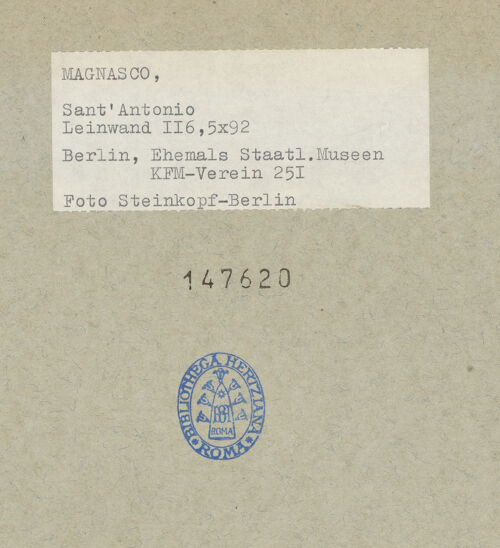 MAGNASCO,
Sant'Antonio
Leinwand II6,5x92
Berlin, Ehemals Staatl.Museen
KFM-Verein 25I
Foto Steinkopf-Berlin
147620
BIBLIOTHECA HERTZIANA
ROMA
ROMA